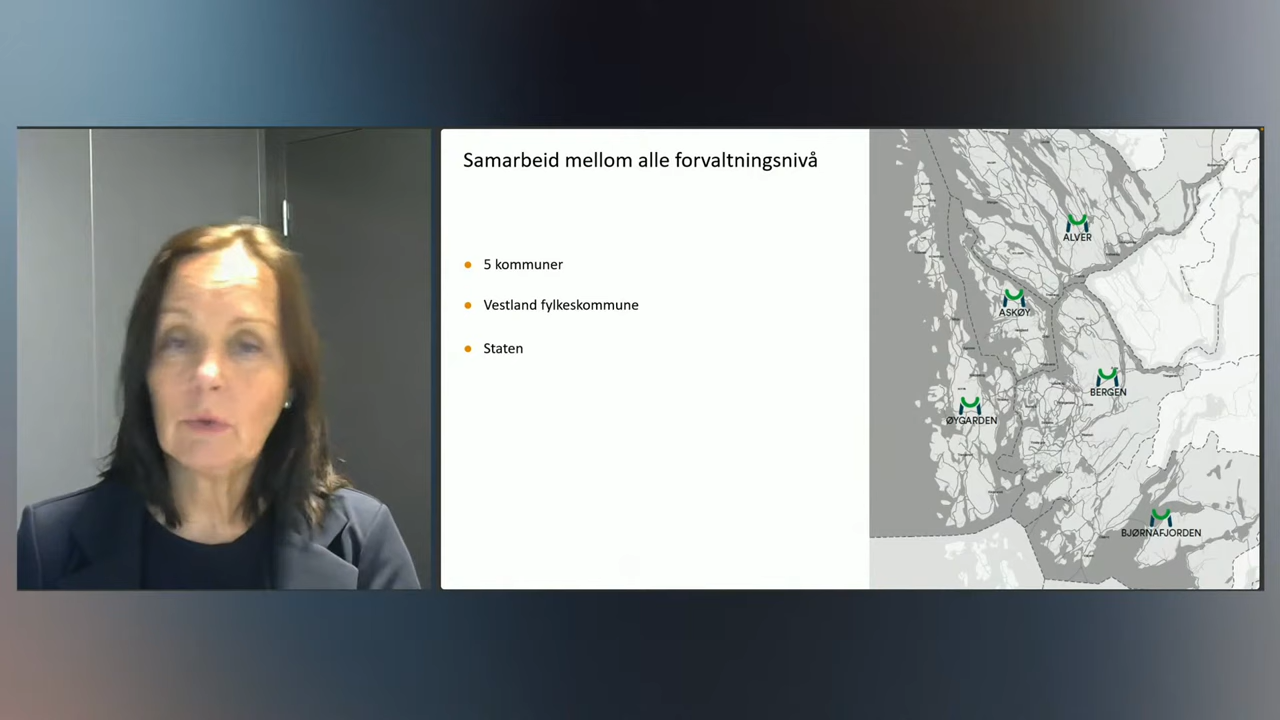 Samarbeid mellom alle forvaltningsnivå
5 kommuner
Vestland fylkeskommune
Staten
ALVER
ASKØY
BERGEN
ØYGARDEN
BJØRNAFJORDEN